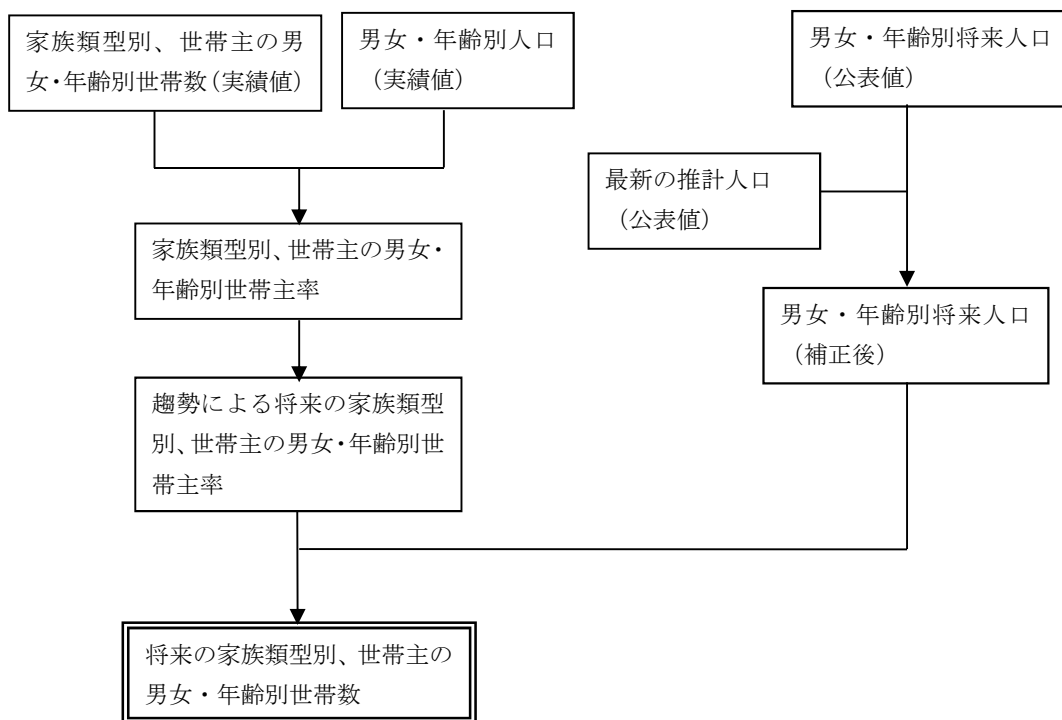 家族類型別、世帯主の男
女・年齢別世帯数（実績値）
男女・年齢別人口
（実績値）
男女・年齢別将来人口
（公表値）
最新の推計人口
（公表値）
家族類型別、世帯主の男女・
年齢別世帯主率
男女・年齢別将来人口
（補正後）
趨勢による将来の家族類型
別、世帯主の男女・年齢別世
帯主率
将来の家族類型別、世帯主の
男女・年齢別世帯数